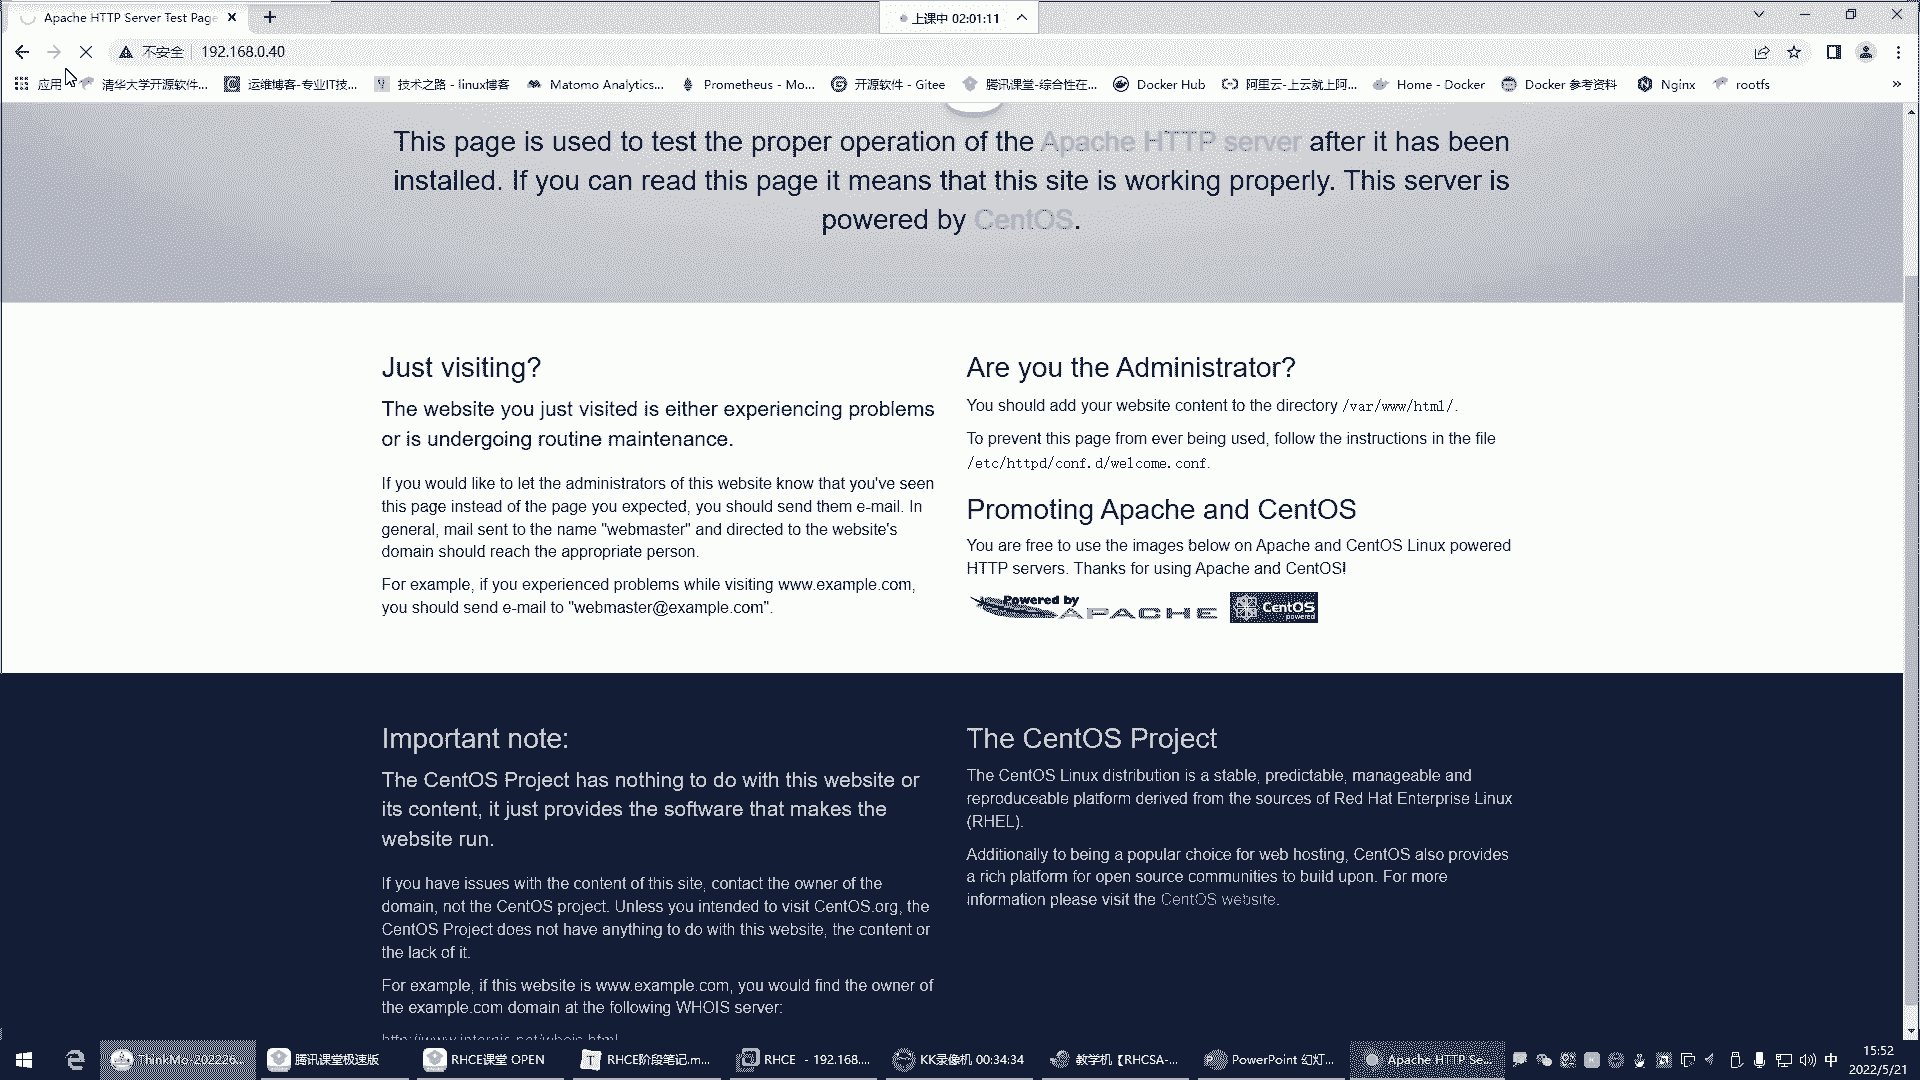 Apache HTTP Server Test Page
上课中 02:01:11
不安全
192.168.0.40
应用
清华大学开源软件...
运维博客-专业IT技...
技术之路 - linux博客
Matomo Analytics...
Prometheus - Mo...
开源软件 - Gitee
腾讯课堂-综合性在...
Docker Hub
阿里云-上云就上阿...
Home - Docker
Docker 参考资料
Nginx
rootfs
»
This page is used to test the proper operation of the Apache HTTP server after it has been
installed. If you can read this page it means that this site is working properly. This server is
powered by CentOS.
Just visiting?
The website you just visited is either experiencing problems
or is undergoing routine maintenance.
If you would like to let the administrators of this website know that you've seen
this page instead of the page you expected, you should send them e-mail. In
general, mail sent to the name "webmaster" and directed to the website's
domain should reach the appropriate person.
For example, if you experienced problems while visiting www.example.com,
you should send e-mail to "webmaster@example.com".
Are you the Administrator?
You should add your website content to the directory /var/www/html/.
To prevent this page from ever being used, follow the instructions in the file
/etc/httpd/conf.d/welcome.conf.
Promoting Apache and CentOS
You are free to use the images below on Apache and CentOS Linux powered
HTTP servers. Thanks for using Apache and CentOS!
Powered by
APACHE
CentOS
powered
Important note:
The CentOS Project has nothing to do with this website or
its content, it just provides the software that makes the
website run.
If you have issues with the content of this site, contact the owner of the
domain, not the CentOS project. Unless you intended to visit CentOS.org, the
CentOS Project does not have anything to do with this website, the content or
the lack of it.
For example, if this website is www.example.com, you would find the owner of
the example.com domain at the following WHOIS server:
http://www.internic.net/whois.html
The CentOS Project
The CentOS Linux distribution is a stable, predictable, manageable and
reproduceable platform derived from the sources of Red Hat Enterprise Linux
(RHEL).
Additionally to being a popular choice for web hosting, CentOS also provides
a rich platform for open source communities to build upon. For more
information please visit the CentOS website.
ThinkMo-202226...
腾讯课堂极速版
RHCE课堂 OPEN
RHCE阶段笔记.m...
RHCE - 192.168....
KK录像机 00:34:34
教学机【RHCSA-...
PowerPoint 幻灯...
Apache HTTP Se...
中
15:52
2022/5/21